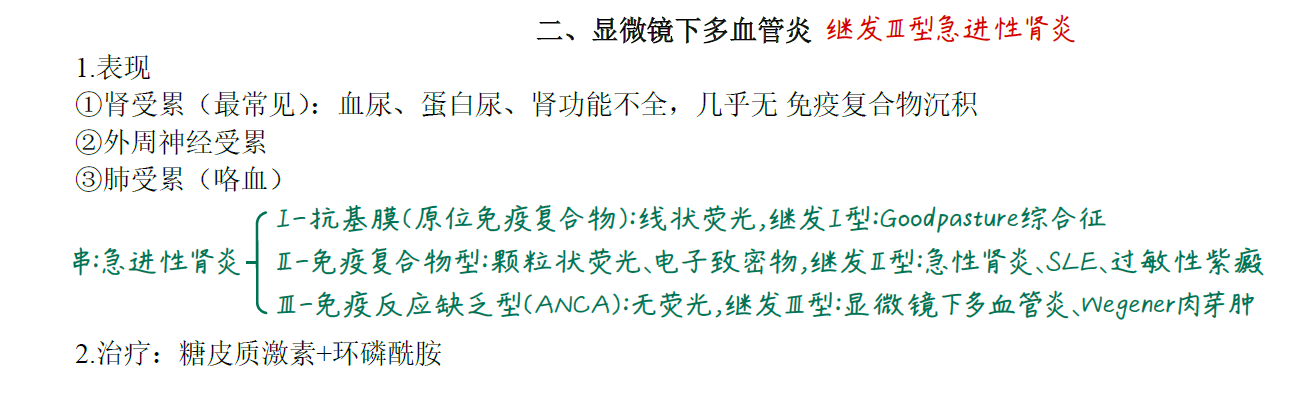 二、显微镜下多血管炎 继发Ⅲ型急进性肾炎
1.表现
①肾受累（最常见）：血尿、蛋白尿、肾功能不全，几乎无 免疫复合物沉积
②外周神经受累
③肺受累（咯血）
Ⅰ-抗基膜(原位免疫复合物):线状荧光,继发Ⅰ型:Goodpasture综合征
串:急进性肾炎
Ⅱ-免疫复合物型:颗粒状荧光、电子致密物,继发Ⅱ型:急性肾炎、SLE、过敏性紫癜
Ⅲ-免疫反应缺乏型(ANCA):无荧光,继发Ⅲ型:显微镜下多血管炎、Wegener肉芽肿
2.治疗：糖皮质激素+环磷酰胺